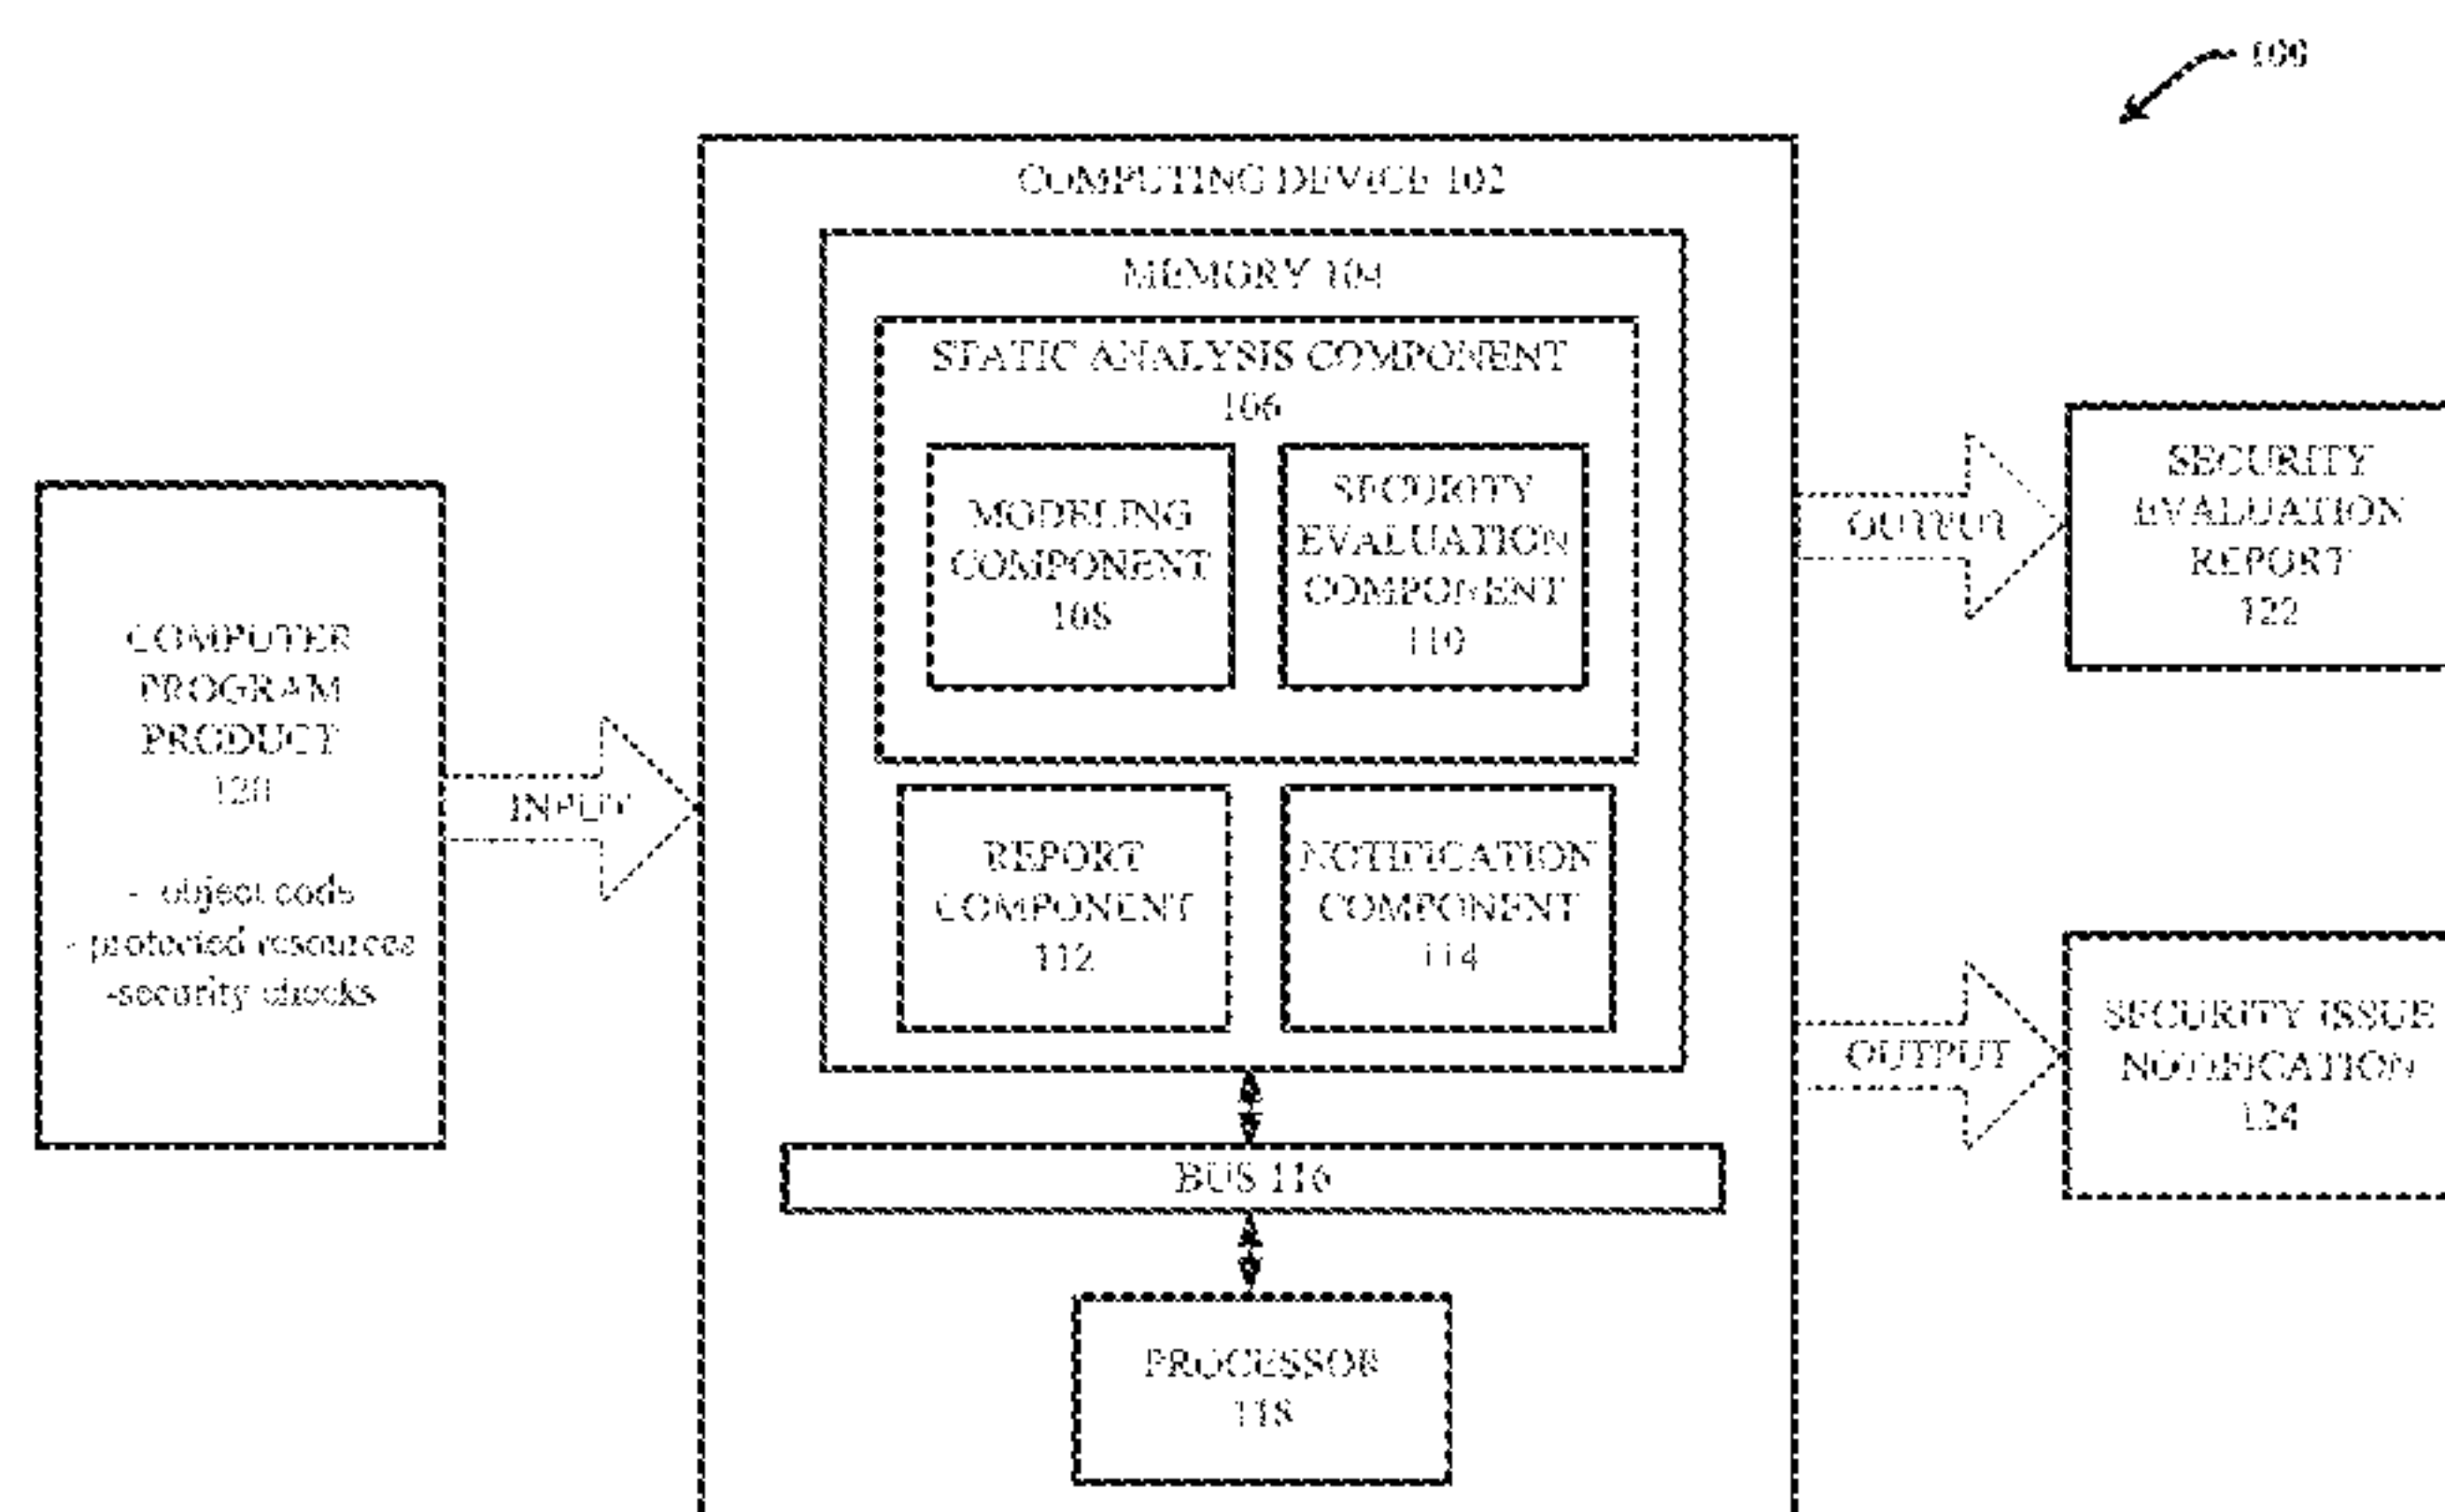 100
COMPUTING DEVICE 102
MEMORY 104
STATIC ANALYSIS COMPONENT
106
MODELING
COMPONENT
108
SECURITY
EVALUATION
COMPONENT
110
REPORT
COMPONENT
112
NOTIFICATION
COMPONENT
114
BUS 116
PROCESSOR
118
COMPUTER
PROGRAM
PRODUCT
120
- object code
- protected resources
-security checks
INPUT
OUTPUT
SECURITY
EVALUATION
REPORT
122
OUTPUT
SECURITY ISSUE
NOTIFICATION
124